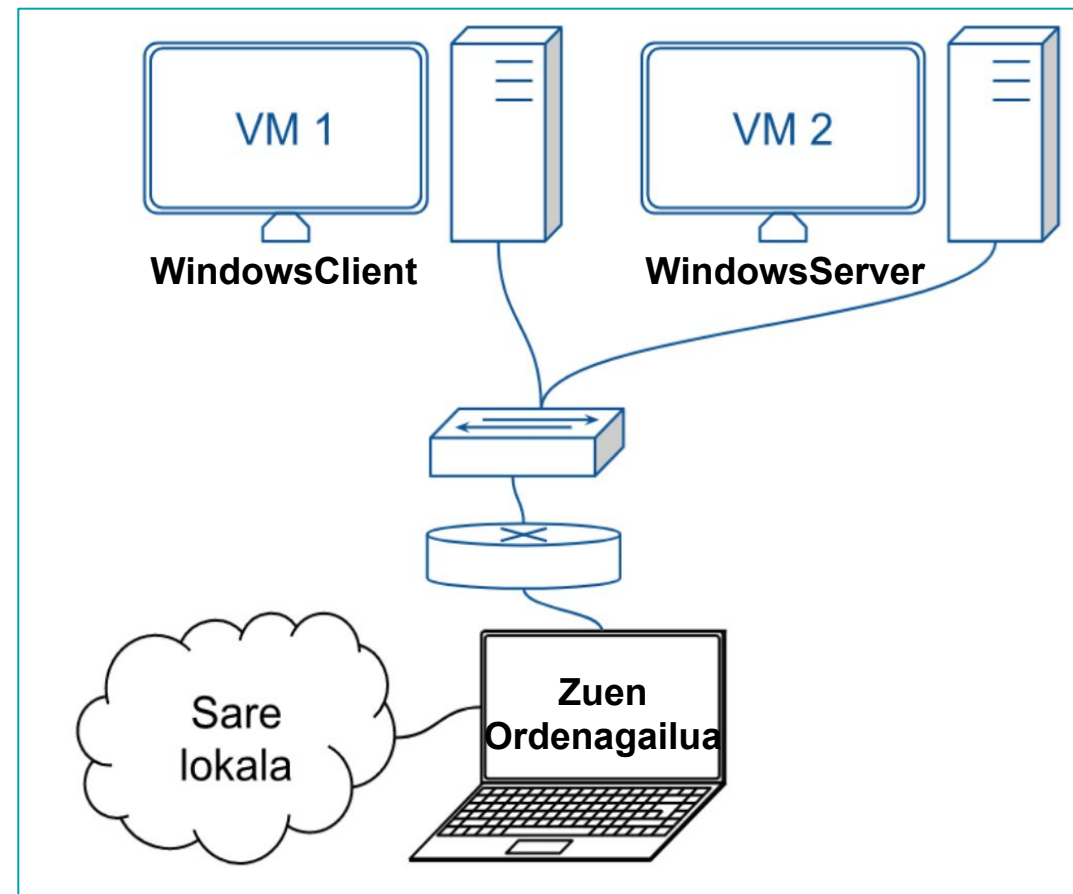 VM 1
VM 2
WindowsClient
WindowsServer
Zuen
Ordenagailua
Sare
lokala